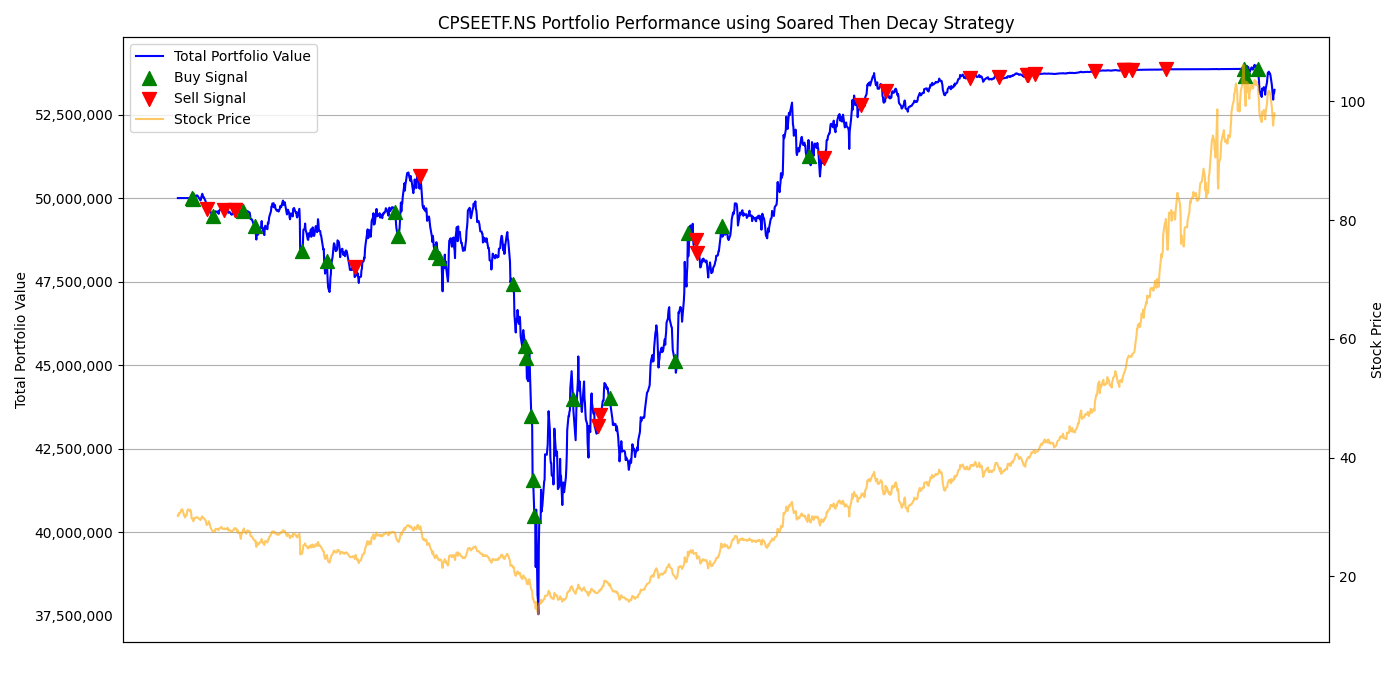 CPSEETF.NS Portfolio Performance using Soared Then Decay Strategy
Total Portfolio Value
Buy Signal
Sell Signal
Stock Price
52,500,000
50,000,000
47,500,000
45,000,000
42,500,000
40,000,000
37,500,000
Total Portfolio Value
100
80
60
40
20
Stock Price